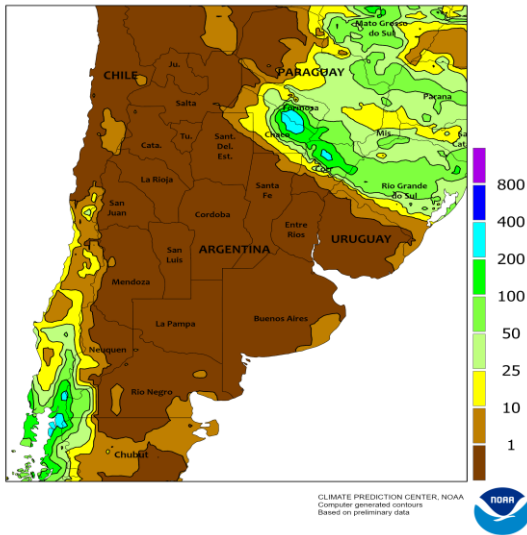 Mato Grosso
do Sul
CHILE
Ju.
PARAGUAY
Salta
Formosa
Parana
Chaco
Mis
Cata.
Tu.
Sant.
Del.
Est.
La Rioja
Santa
Fe
Rio Grande
do Sul
San
Juan
Cordoba
Entre
Rios
URUGUAY
San
Luis
ARGENTINA
Mendoza
La Pampa
Buenos Aires
Neuquen
Rio Negro
Chubut
800
400
200
100
50
25
10
1
CLIMATE PREDICTION CENTER, NOAA
Computer generated contours
Based on preliminary data
NOAA